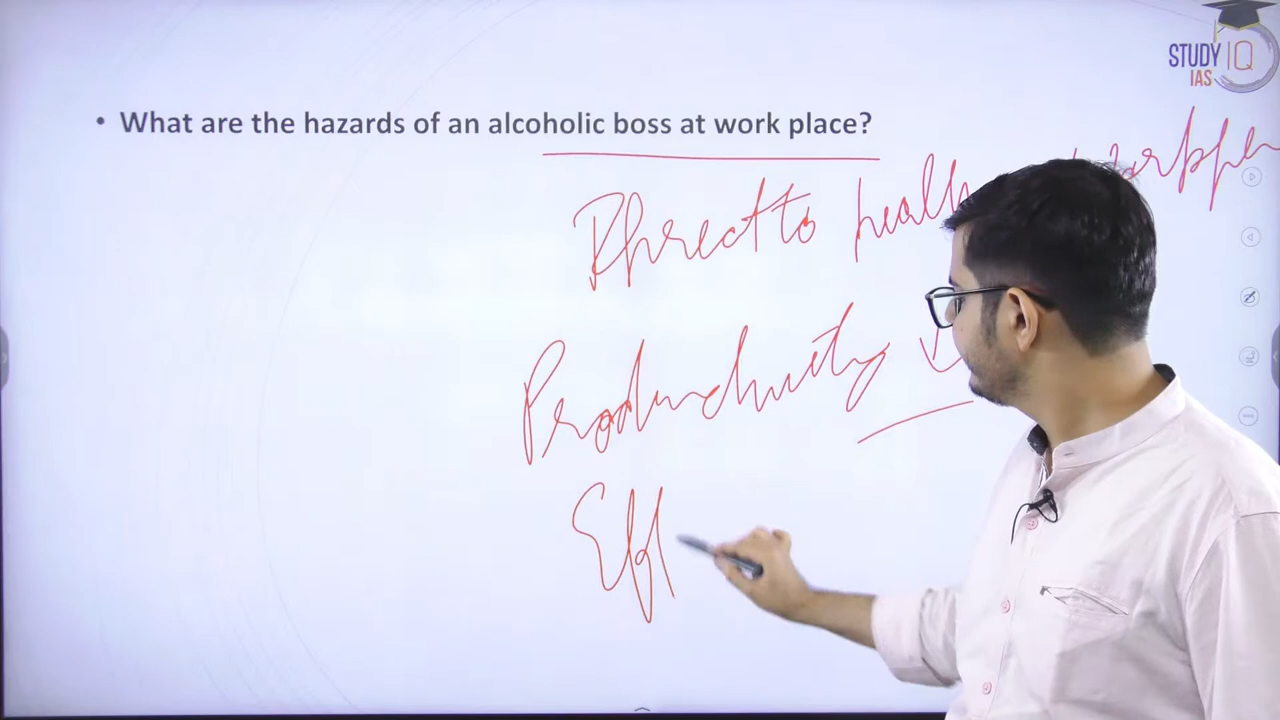 STUDY IQ
IAS
• What are the hazards of an alcoholic boss at work place?
Threat to health
Productivity ↓
Eff